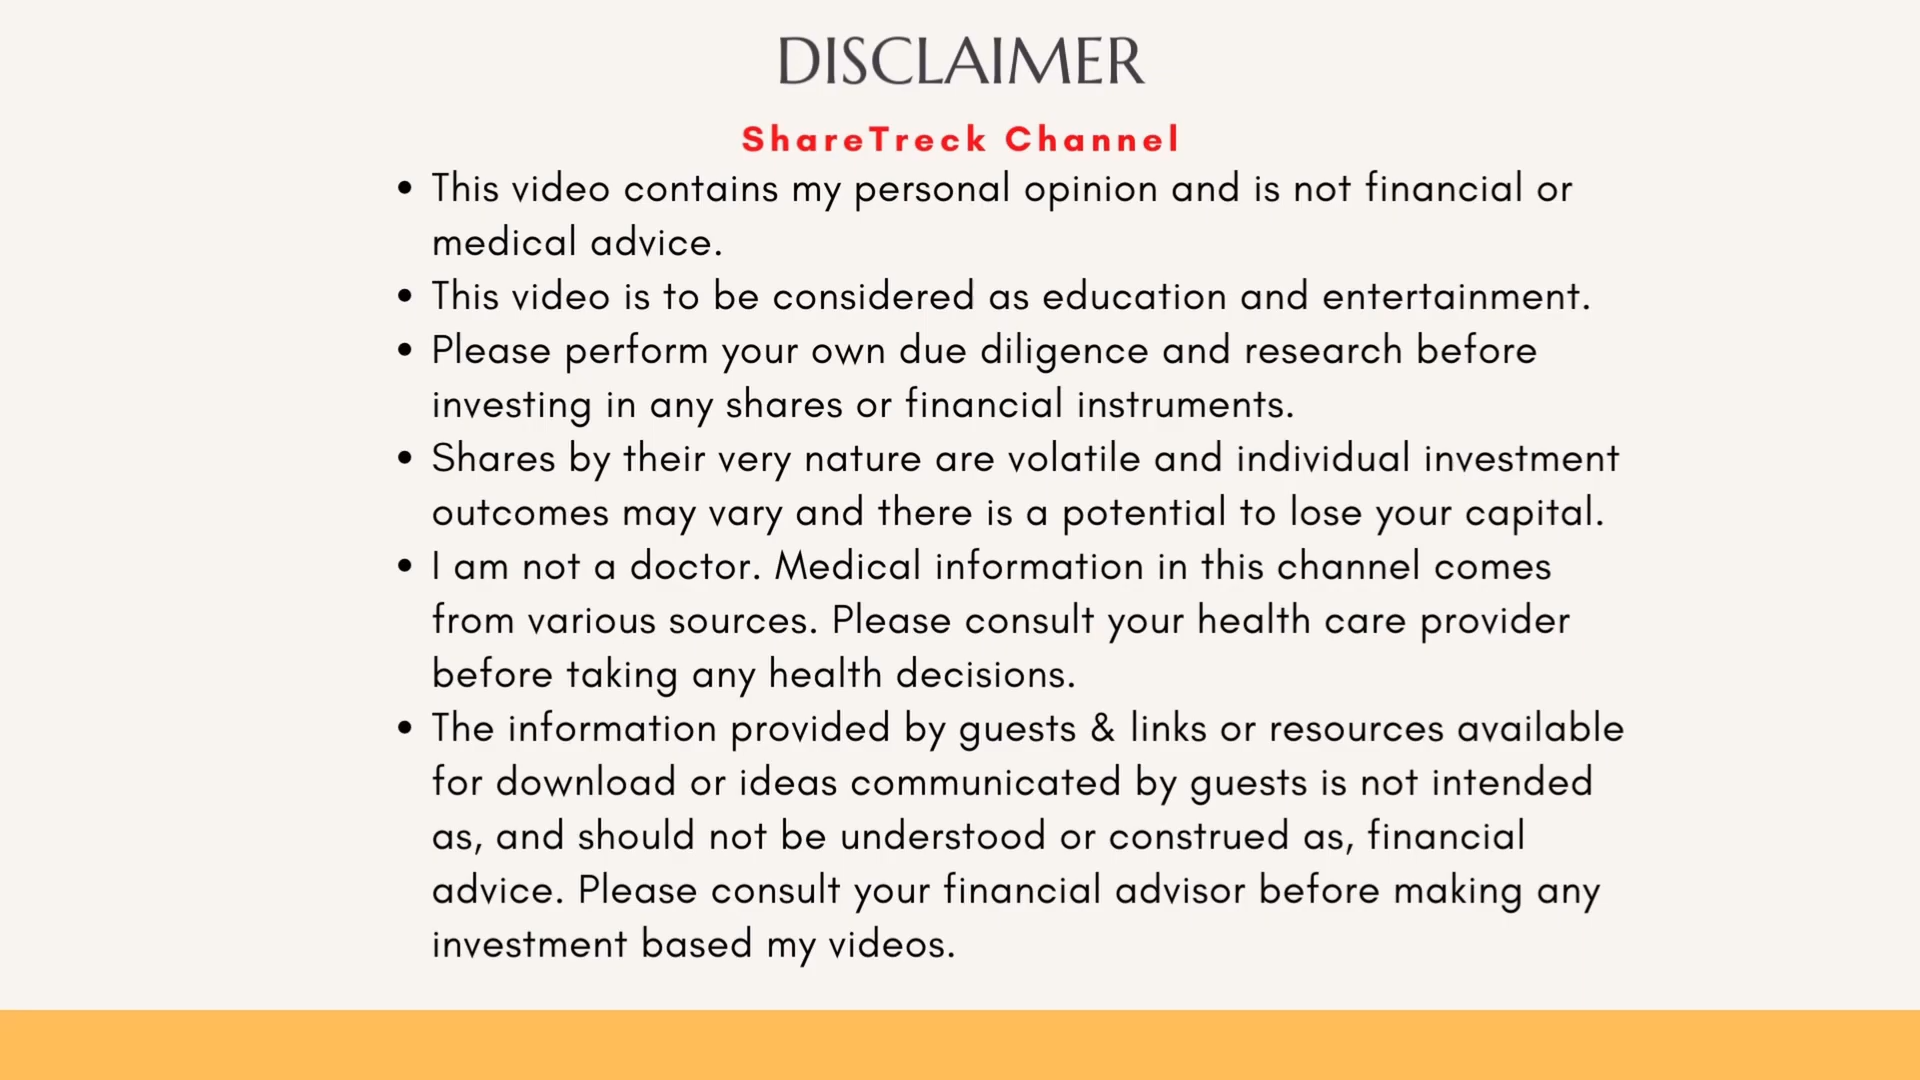 DISCLAIMER
ShareTreck Channel
• This video contains my personal opinion and is not financial or
medical advice.
• This video is to be considered as education and entertainment.
• Please perform your own due diligence and research before
investing in any shares or financial instruments.
• Shares by their very nature are volatile and individual investment
outcomes may vary and there is a potential to lose your capital.
• I am not a doctor. Medical information in this channel comes
from various sources. Please consult your health care provider
before taking any health decisions.
• The information provided by guests & links or resources available
for download or ideas communicated by guests is not intended
as, and should not be understood or construed as, financial
advice. Please consult your financial advisor before making any
investment based my videos.